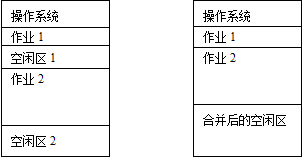 操作系统
作业 1
空闲区 1
作业 2
空闲区 2
操作系统
作业 1
作业 2
合并后的空闲区